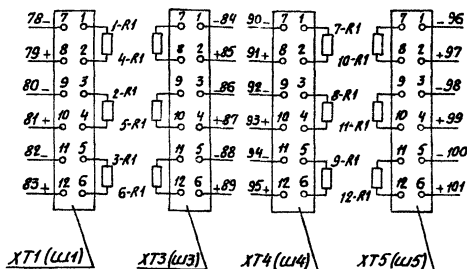 78- 7 1 1-R1 7 1 -84 90- 7 1 7-R1 7 1 -96
79+ 8 2 4-R1 8 2 +85 91+ 8 2 10-R1 8 2 +97
80- 9 3 2-R1 9 3 -86 92- 9 3 8-R1 9 3 -98
81+ 10 4 5-R1 10 4 +87 93+ 10 4 11-R1 10 4 +99
82- 11 5 3-R1 11 5 -88 94- 11 5 9-R1 11 5 -100
83+ 12 6 6-R1 12 6 +89 95+ 12 6 12-R1 12 6 +101
XT1 (Ш1) XT3 (Ш3) XT4 (Ш4) XT5 (Ш5)